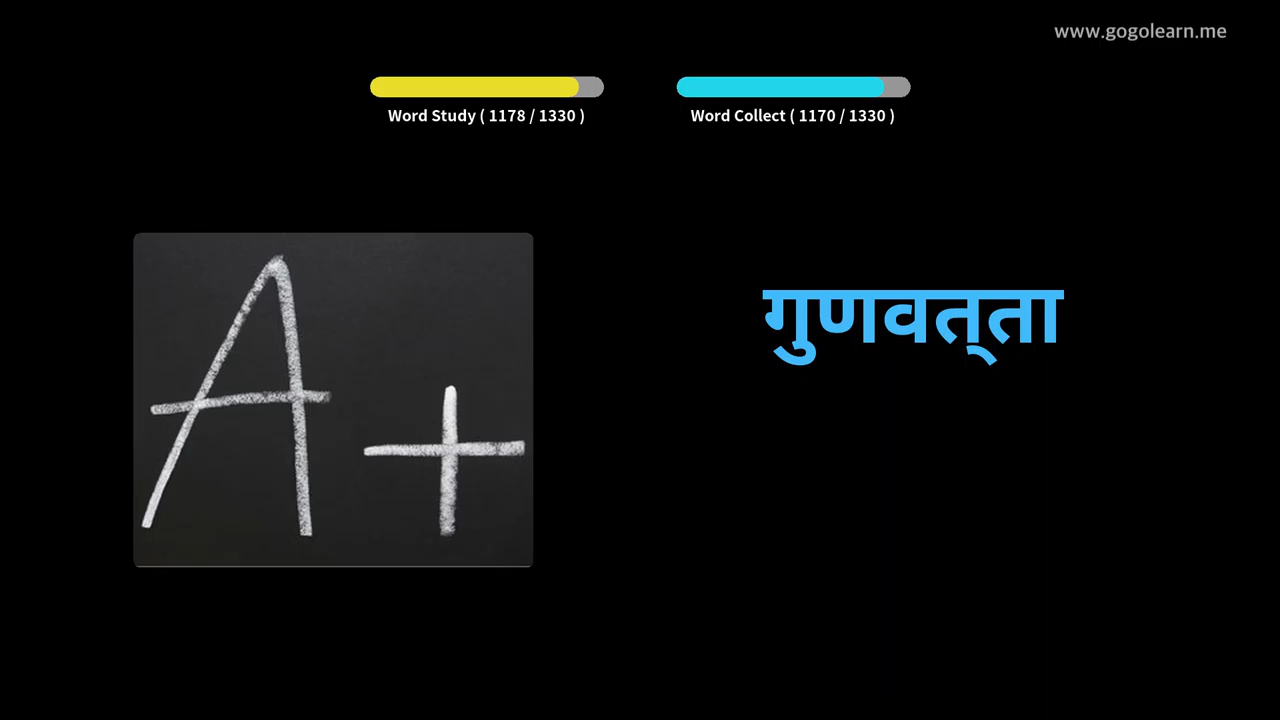 www.gogolearn.me
Word Study ( 1178 / 1330 )
Word Collect ( 1170 / 1330 )
A+
गुणवत्‌ता